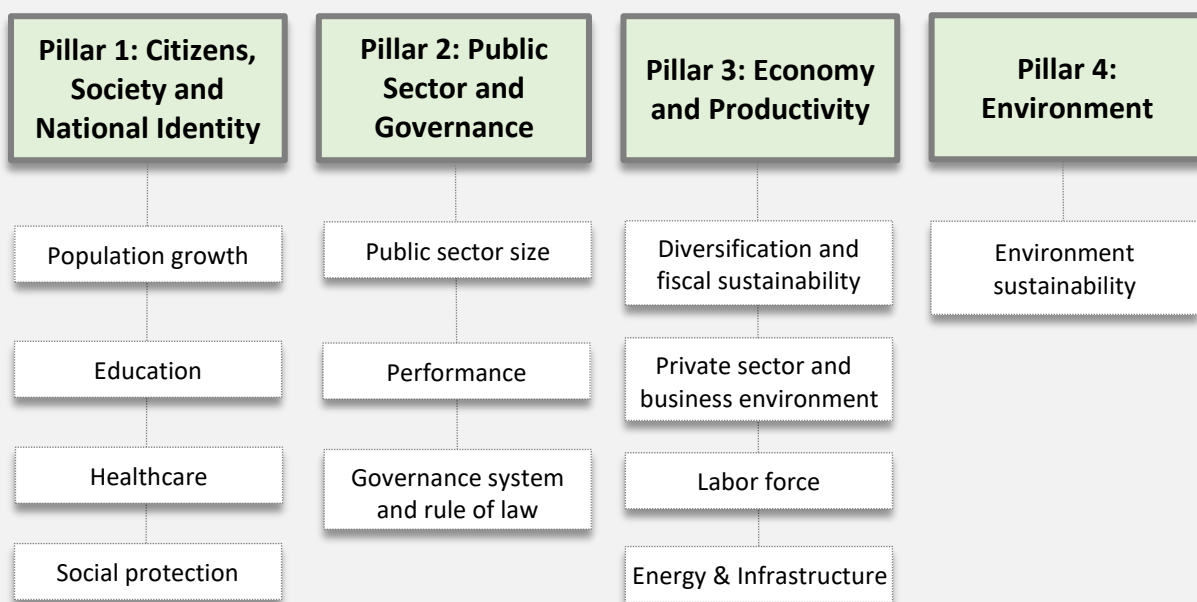 Pillar 1: Citizens,
Society and
National Identity
Population growth
Education
Healthcare
Social protection
Pillar 2: Public
Sector and
Governance
Public sector size
Performance
Governance system
and rule of law
Pillar 3: Economy
and Productivity
Diversification and
fiscal sustainability
Private sector and
business environment
Labor force
Energy & Infrastructure
Pillar 4:
Environment
Environment
sustainability